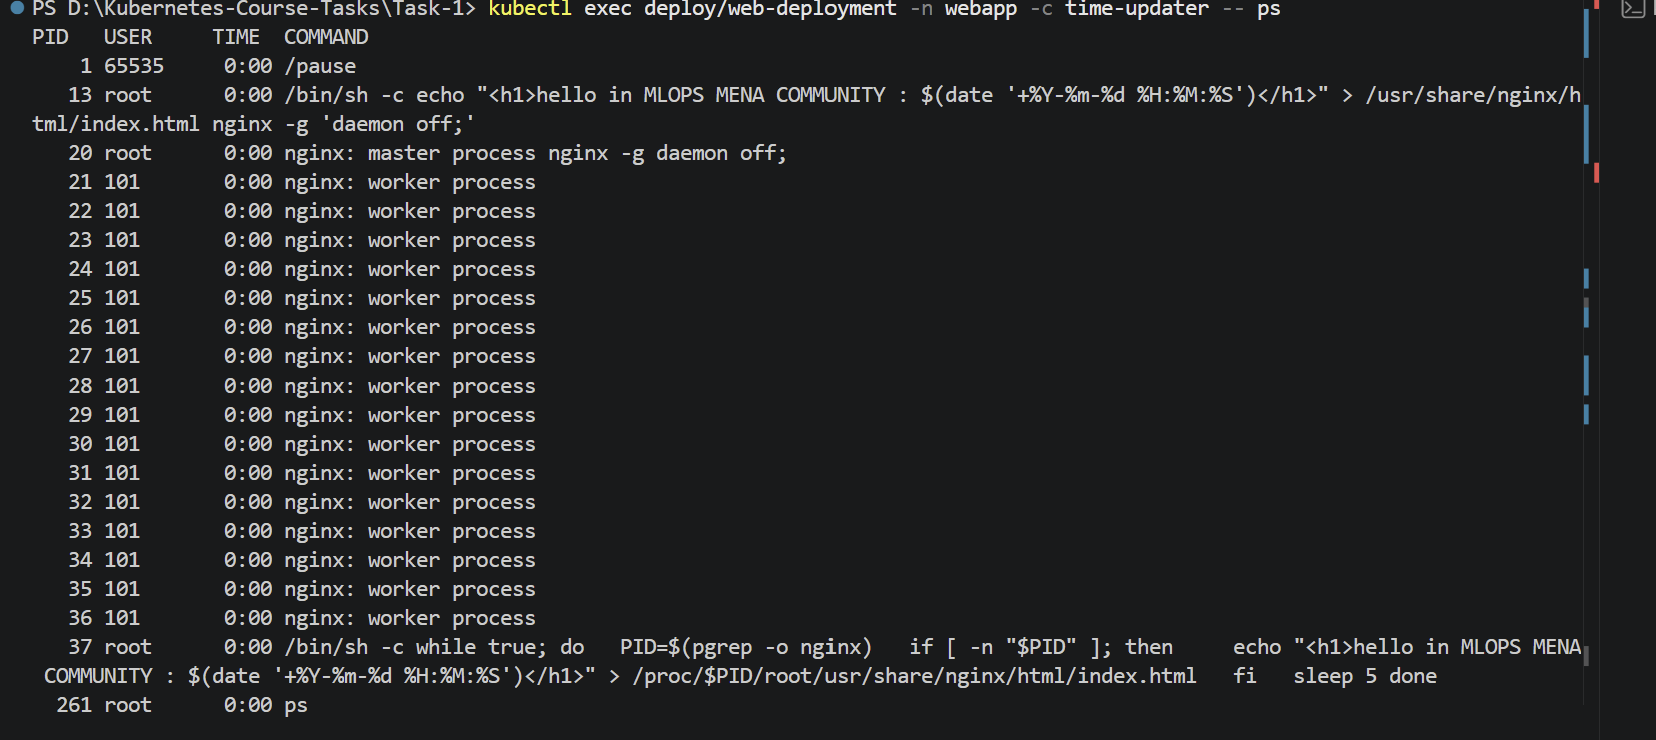 PS D:\Kubernetes-Course-Tasks\Task-1> kubectl exec deploy/web-deployment -n webapp -c time-updater -- ps
PID   USER     TIME  COMMAND
    1 65535     0:00 /pause
   13 root      0:00 /bin/sh -c echo "<h1>hello in MLOPS MENA COMMUNITY : $(date '+%Y-%m-%d %H:%M:%S')</h1>" > /usr/share/nginx/h
tml/index.html nginx -g 'daemon off;'
   20 root      0:00 nginx: master process nginx -g daemon off;
   21 101       0:00 nginx: worker process
   22 101       0:00 nginx: worker process
   23 101       0:00 nginx: worker process
   24 101       0:00 nginx: worker process
   25 101       0:00 nginx: worker process
   26 101       0:00 nginx: worker process
   27 101       0:00 nginx: worker process
   28 101       0:00 nginx: worker process
   29 101       0:00 nginx: worker process
   30 101       0:00 nginx: worker process
   31 101       0:00 nginx: worker process
   32 101       0:00 nginx: worker process
   33 101       0:00 nginx: worker process
   34 101       0:00 nginx: worker process
   35 101       0:00 nginx: worker process
   36 101       0:00 nginx: worker process
   37 root      0:00 /bin/sh -c while true; do   PID=$(pgrep -o nginx)   if [ -n "$PID" ]; then     echo "<h1>hello in MLOPS MENA
 COMMUNITY : $(date '+%Y-%m-%d %H:%M:%S')</h1>" > /proc/$PID/root/usr/share/nginx/html/index.html   fi   sleep 5 done
  261 root      0:00 ps